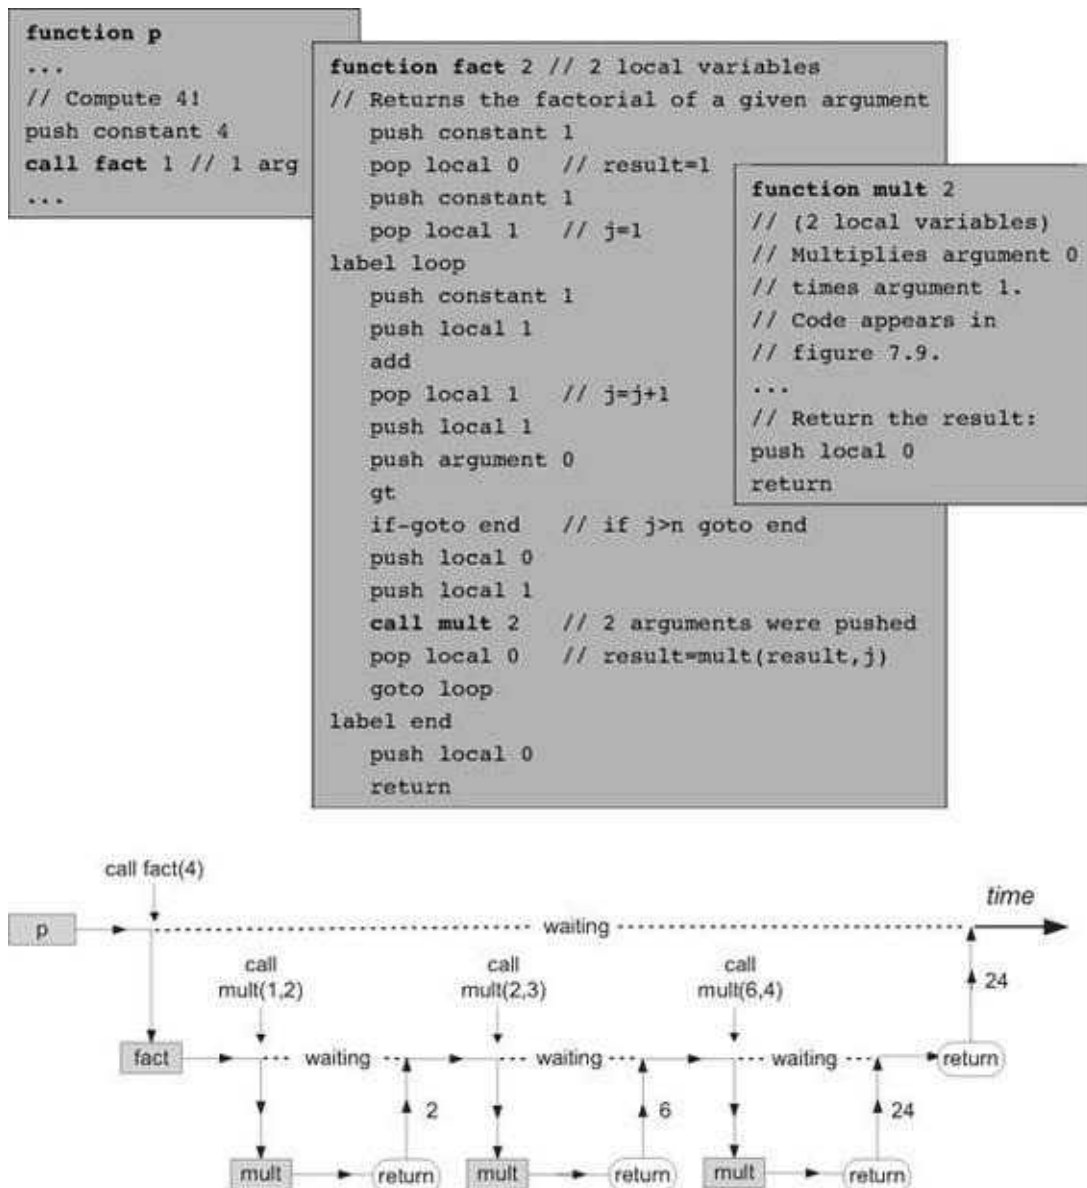 function p
...
// Compute 4!
push constant 4
call fact 1 // 1 arg
...
function fact 2 // 2 local variables
// Returns the factorial of a given argument
push constant 1
pop local 0 // result=1
push constant 1
pop local 1 // j=1
label loop
push constant 1
push local 1
add
pop local 1 // j=j+1
push local 1
push argument 0
gt
if-goto end // if j>n goto end
push local 0
push local 1
call mult 2 // 2 arguments were pushed
pop local 0 // result=mult(result,j)
goto loop
label end
push local 0
return
function mult 2
// (2 local variables)
// Multiplies argument 0
// times argument 1.
// Code appears in
// figure 7.9.
...
// Return the result:
push local 0
return
call fact(4)
time
p
waiting
call
mult(1,2)
call
mult(2,3)
call
mult(6,4)
24
fact
waiting
waiting
waiting
return
2
6
24
mult
return
mult
return
mult
return